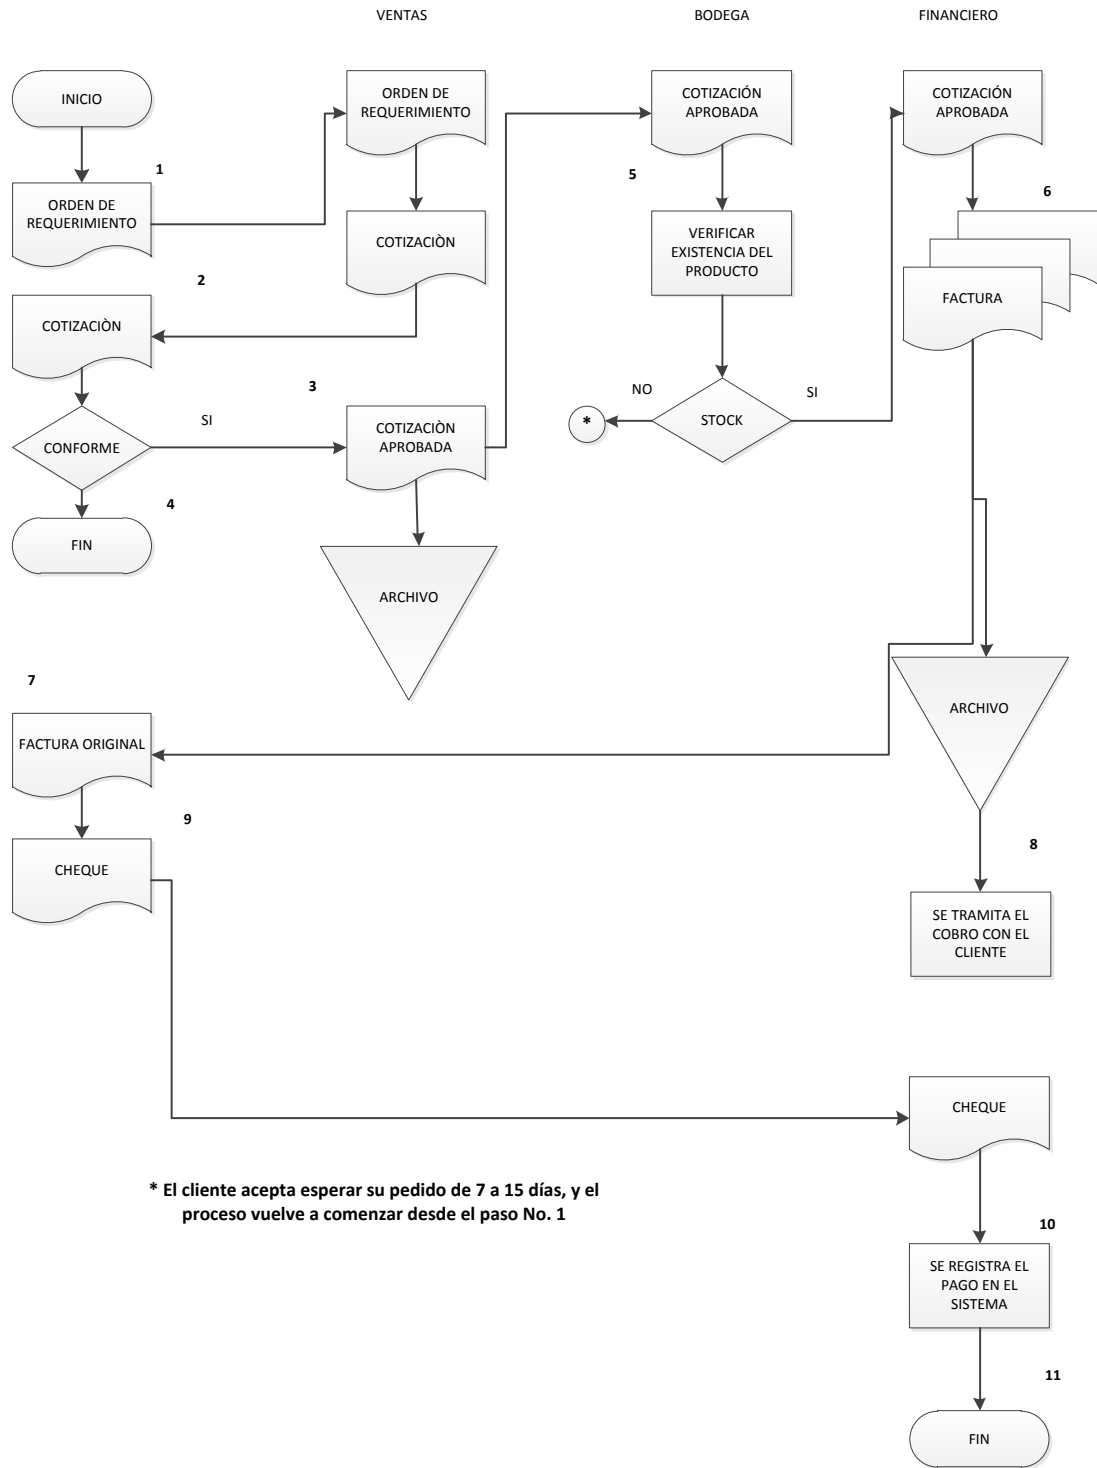 VENTAS
BODEGA
FINANCIERO
INICIO
ORDEN DE
REQUERIMIENTO
COTIZACIÓN
APROBADA
COTIZACIÓN
APROBADA
1
ORDEN DE
REQUERIMIENTO
5
6
COTIZACIÒN
VERIFICAR
EXISTENCIA DEL
PRODUCTO
2
FACTURA
COTIZACIÒN
3
NO
SI
STOCK
*
SI
CONFORME
COTIZACIÒN
APROBADA
4
FIN
ARCHIVO
7
ARCHIVO
FACTURA ORIGINAL
9
8
CHEQUE
SE TRAMITA EL
COBRO CON EL
CLIENTE
CHEQUE
* El cliente acepta esperar su pedido de 7 a 15 días, y el
proceso vuelve a comenzar desde el paso No. 1
10
SE REGISTRA EL
PAGO EN EL
SISTEMA
11
FIN